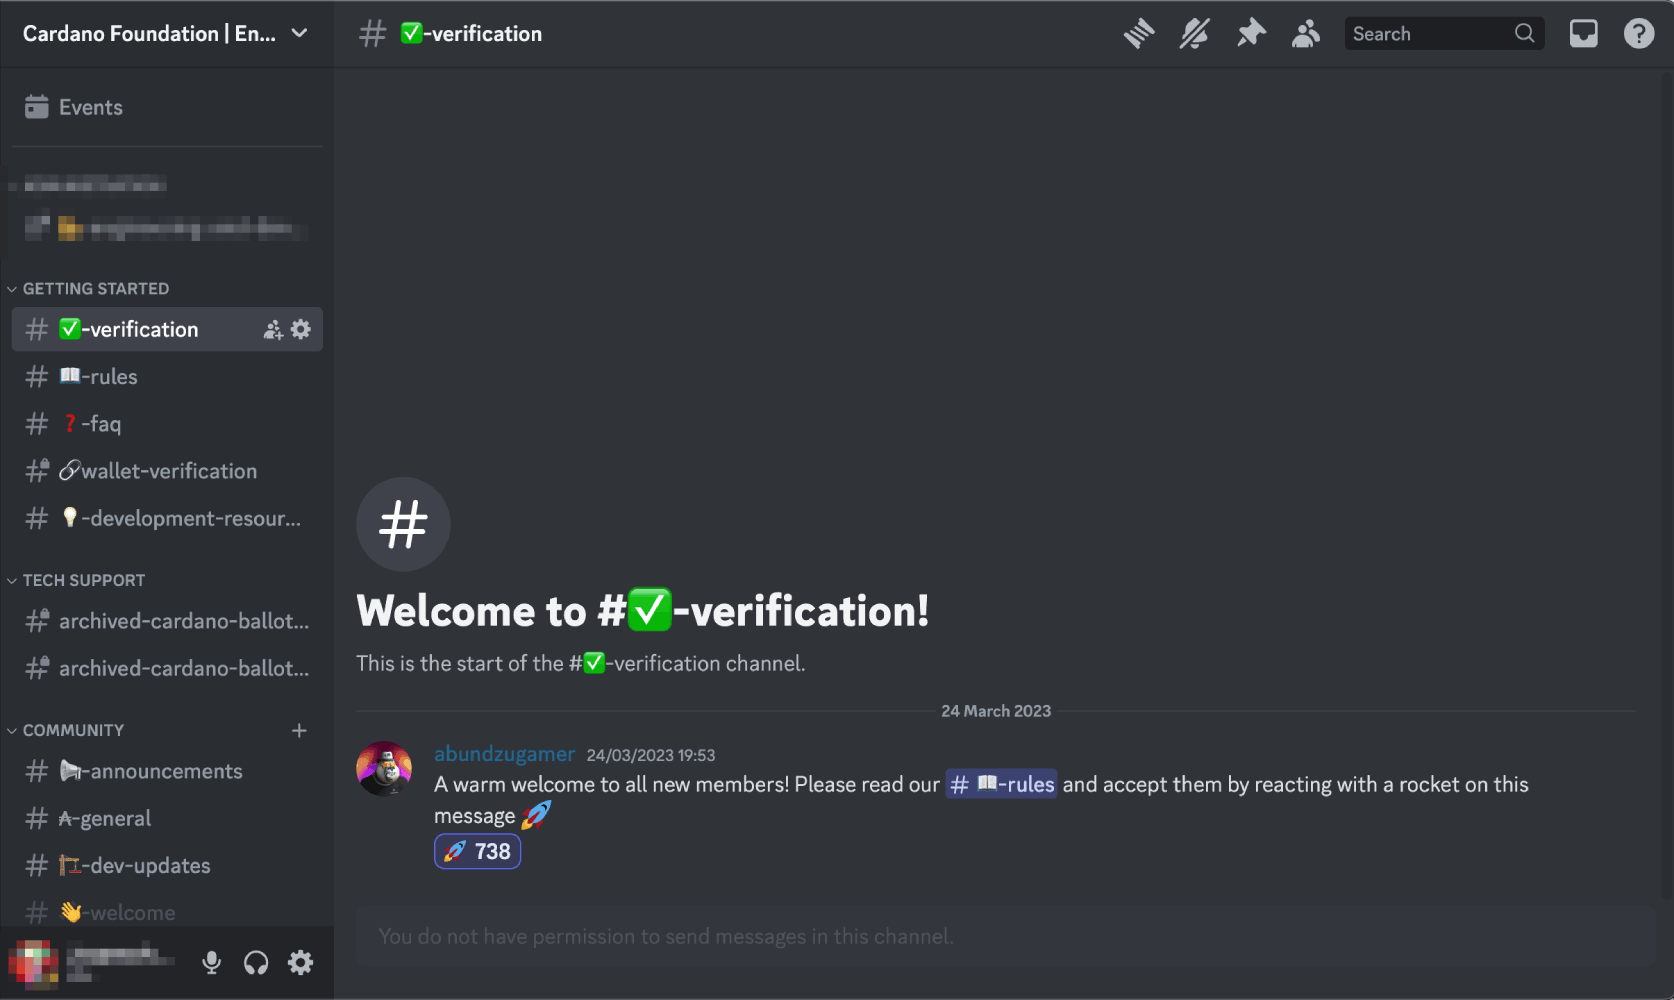 Cardano Foundation | En...
Events
GETTING STARTED
✅-verification
📖-rules
❓-faq
🔗wallet-verification
💡-development-resour...
TECH SUPPORT
archived-cardano-ballot...
archived-cardano-ballot...
COMMUNITY
📢-announcements
₳-general
🏗️-dev-updates
👋-welcome
# ✅-verification
Search
Welcome to #✅-verification!
This is the start of the #✅-verification channel.
24 March 2023
abundzugamer 24/03/2023 19:53
A warm welcome to all new members! Please read our # 📖-rules and accept them by reacting with a rocket on this
message 🚀
🚀 738
You do not have permission to send messages in this channel.